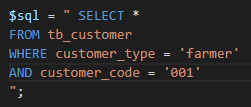 $sql = " SELECT *
FROM tb_customer
WHERE customer_type = 'farmer'
AND customer_code = '001'
";